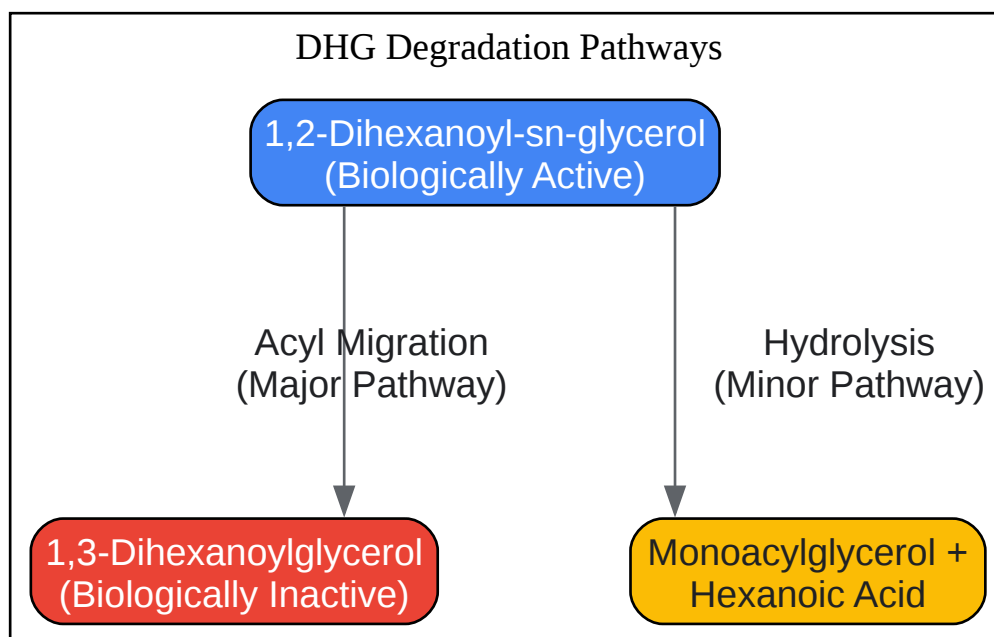 DHG Degradation Pathways
1,2-Dihexanoyl-sn-glycerol
(Biologically Active)
Acyl Migration
(Major Pathway)
Hydrolysis
(Minor Pathway)
1,3-Dihexanoylglycerol
(Biologically Inactive)
Monoacylglycerol +
Hexanoic Acid